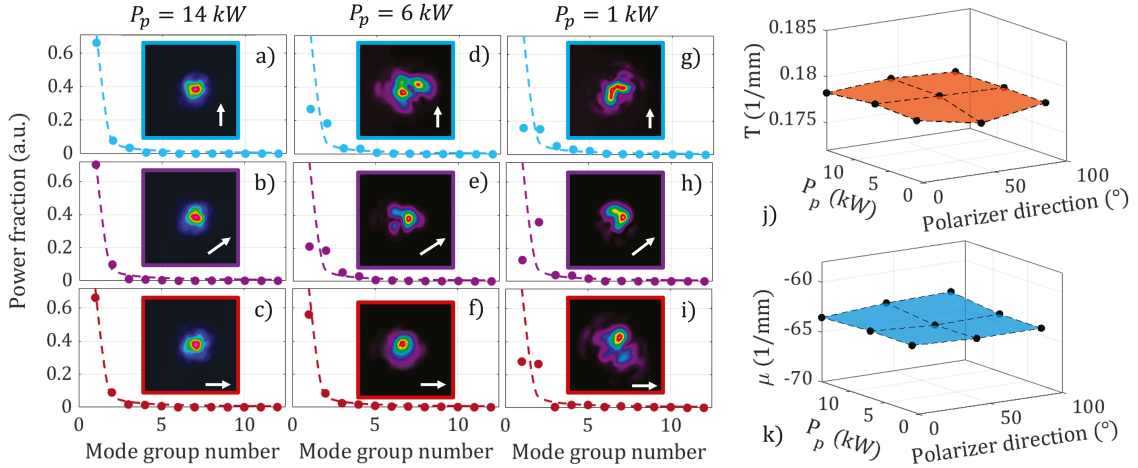 P_p = 14 kW
P_p = 6 kW
P_p = 1 kW
Power fraction (a.u.)
0.6
0.4
0.2
0
a)
d)
g)
0.6
0.4
0.2
0
b)
e)
h)
0.6
0.4
0.2
0
c)
f)
i)
0 5 10
0 5 10
0 5 10
Mode group number
Mode group number
Mode group number
0.185
0.18
0.175
T (1/mm)
10
5
0
P_p (kW)
0
50
100
Polarizer direction (°)
j)
-60
-65
-70
μ (1/mm)
10
5
0
P_p (kW)
0
50
100
Polarizer direction (°)
k)